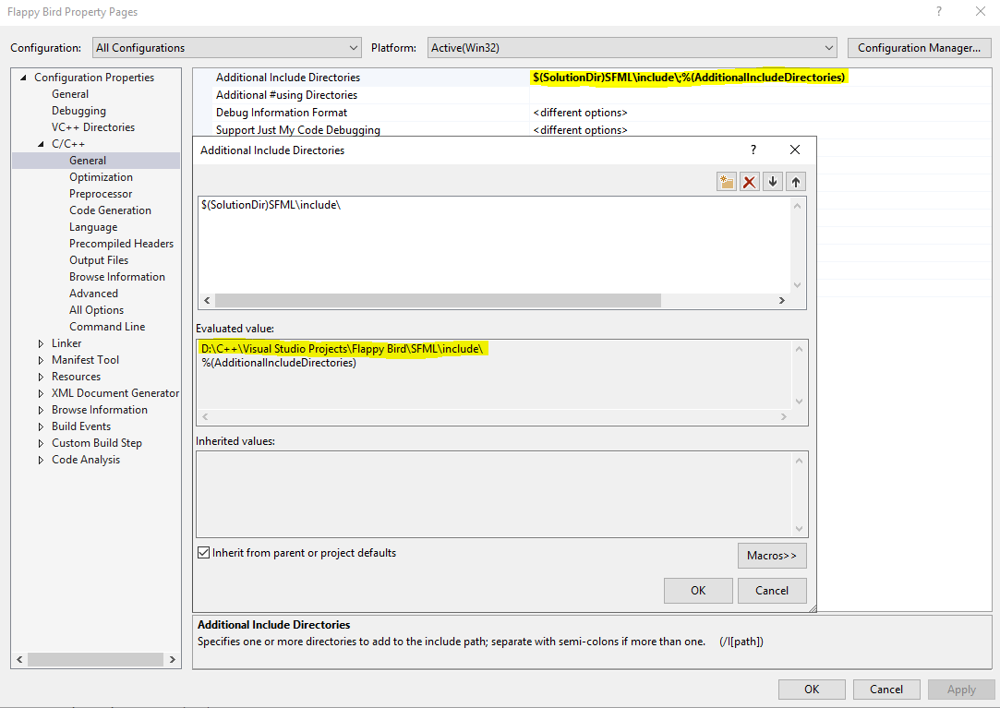 Flappy Bird Property Pages
?
Configuration: All Configurations Platform: Active(Win32) Configuration Manager...
Configuration Properties
General
Debugging
VC++ Directories
C/C++
General
Optimization
Preprocessor
Code Generation
Language
Precompiled Headers
Output Files
Browse Information
Advanced
All Options
Command Line
Linker
Manifest Tool
Resources
XML Document Generator
Browse Information
Build Events
Custom Build Step
Code Analysis
Additional Include Directories $(SolutionDir)SFML\include\;%(AdditionalIncludeDirectories)
Additional #using Directories
Debug Information Format <different options>
Support Just My Code Debugging <different options>
Additional Include Directories ?
$(SolutionDir)SFML\include\
Evaluated value:
D:\C++\Visual Studio Projects\Flappy Bird\SFML\include\
%(AdditionalIncludeDirectories)
Inherited values:
Inherit from parent or project defaults
Macros>>
OK Cancel
Additional Include Directories
Specifies one or more directories to add to the include path; separate with semi-colons if more than one. (/I[path])
OK Cancel Apply